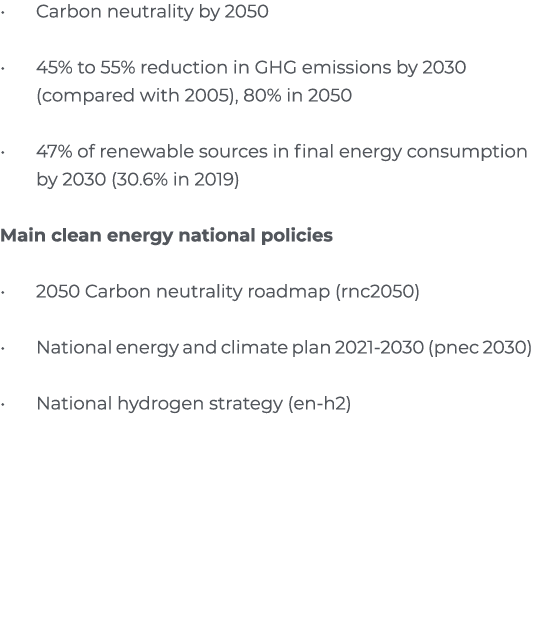 • Carbon neutrality by 2050
• 45% to 55% reduction in GHG emissions by 2030
(compared with 2005), 80% in 2050
• 47% of renewable sources in final energy consumption
by 2030 (30.6% in 2019)
Main clean energy national policies
• 2050 Carbon neutrality roadmap (rnc2050)
• National energy and climate plan 2021-2030 (pnec 2030)
• National hydrogen strategy (en-h2)